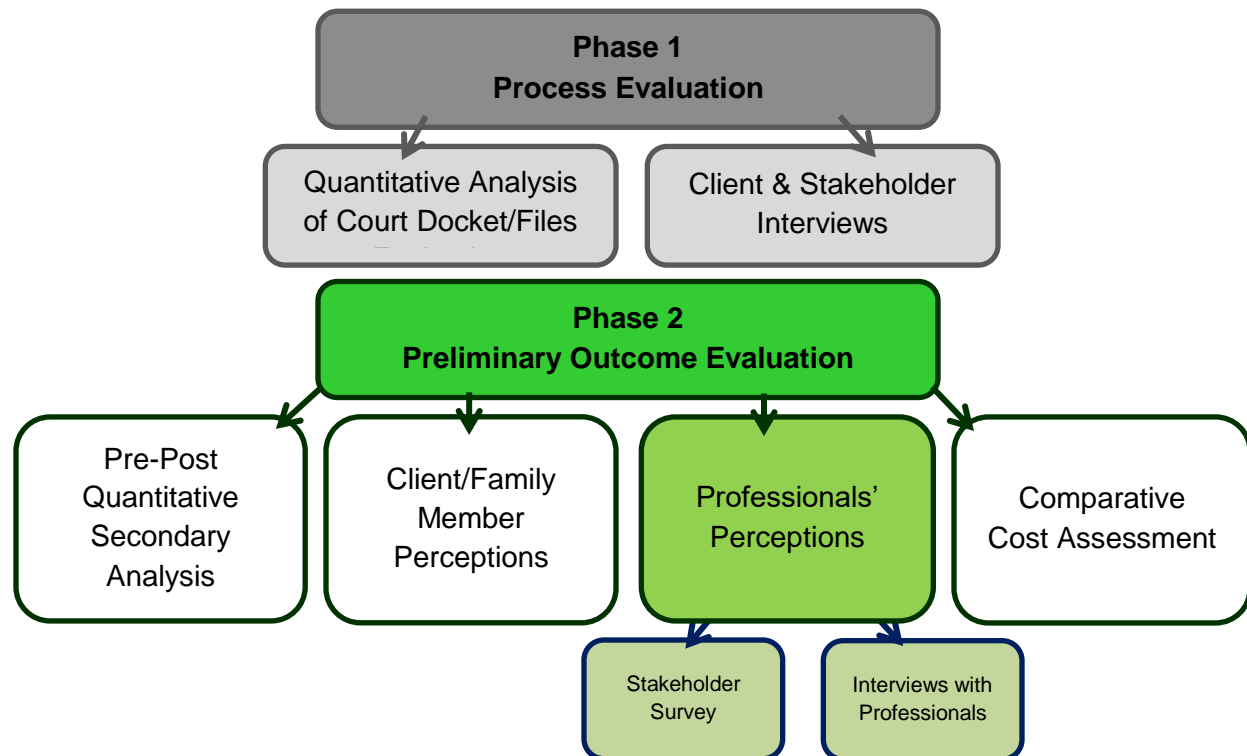 Phase 1
Process Evaluation
Quantitative Analysis
of Court Docket/Files
Client & Stakeholder
Interviews
Phase 2
Preliminary Outcome Evaluation
Pre-Post
Quantitative
Secondary
Analysis
Client/Family
Member
Perceptions
Professionals’
Perceptions
Comparative
Cost Assessment
Stakeholder
Survey
Interviews with
Professionals